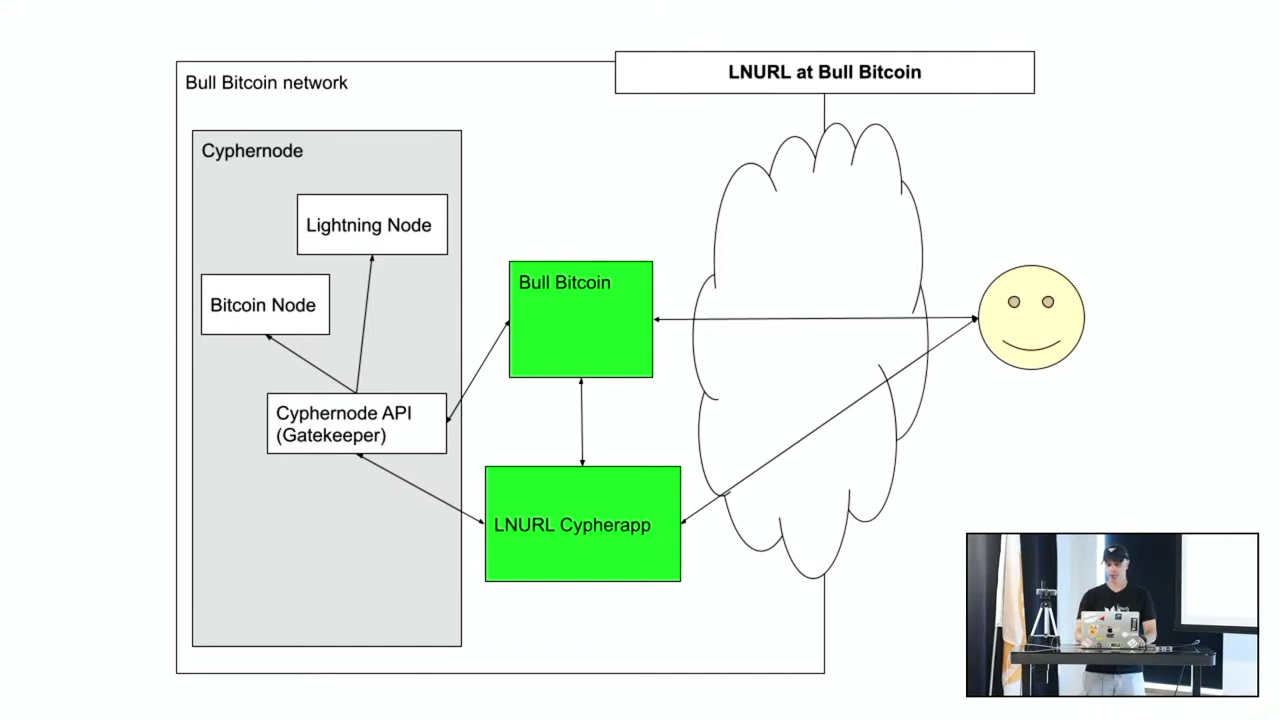 LNURL at Bull Bitcoin
Bull Bitcoin network
Cyphernode
Lightning Node
Bitcoin Node
Cyphernode API
(Gatekeeper)
Bull Bitcoin
LNURL Cypherapp